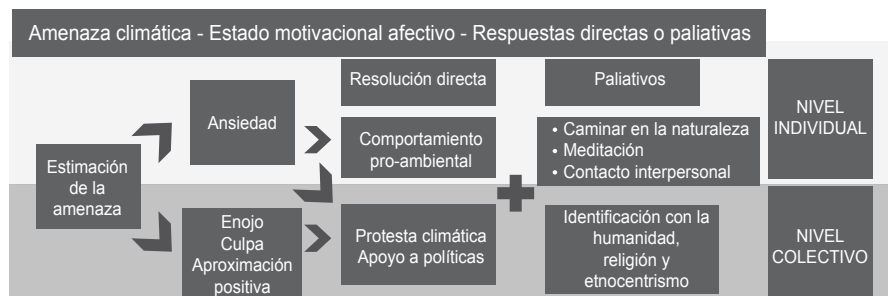 Amenaza climática - Estado motivacional afectivo - Respuestas directas o paliativas
Estimación
de la
amenaza
Ansiedad
Enojo
Culpa
Aproximación
positiva
Resolución directa
Comportamiento
pro-ambiental
Protesta climática
Apoyo a políticas
Paliativos
• Caminar en la naturaleza
• Meditación
• Contacto interpersonal
Identificación con la
humanidad,
religión y
etnocentrismo
NIVEL
INDIVIDUAL
NIVEL
COLECTIVO